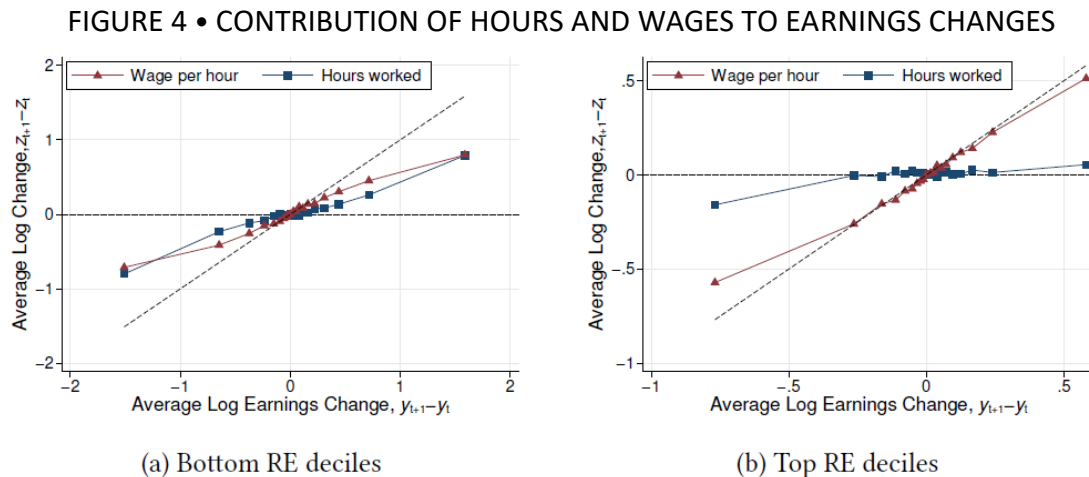 FIGURE 4 • CONTRIBUTION OF HOURS AND WAGES TO EARNINGS CHANGES
Wage per hour Hours worked
Average Log Change, zt+1−zt
2
1
0
−1
−2
−2 −1 0 1 2
Average Log Earnings Change, yt+1−yt
(a) Bottom RE deciles
Wage per hour Hours worked
Average Log Change, zt+1−zt
.5
0
−.5
−1
−1 −.5 0 .5
Average Log Earnings Change, yt+1−yt
(b) Top RE deciles